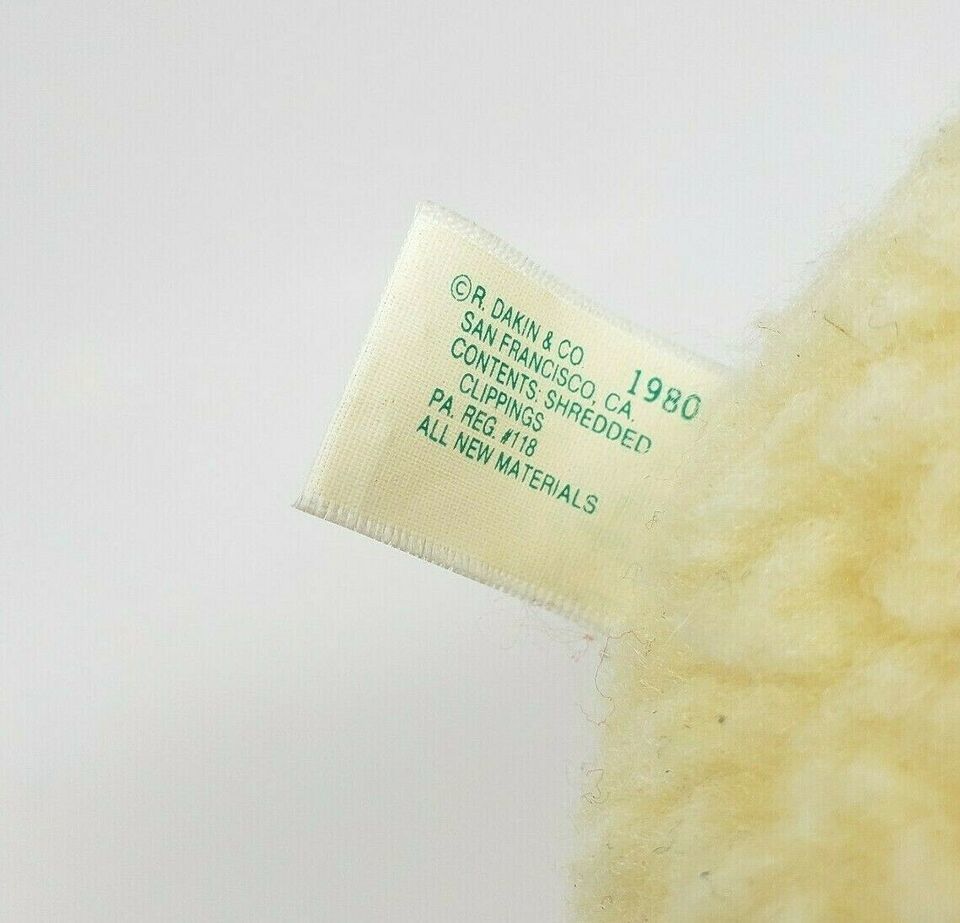 ©R. DAKIN & CO
SAN FRANCISCO, CA.
1980
CONTENTS: SHREDDED
CLIPPINGS
PA. REG. #118
ALL NEW MATERIALS